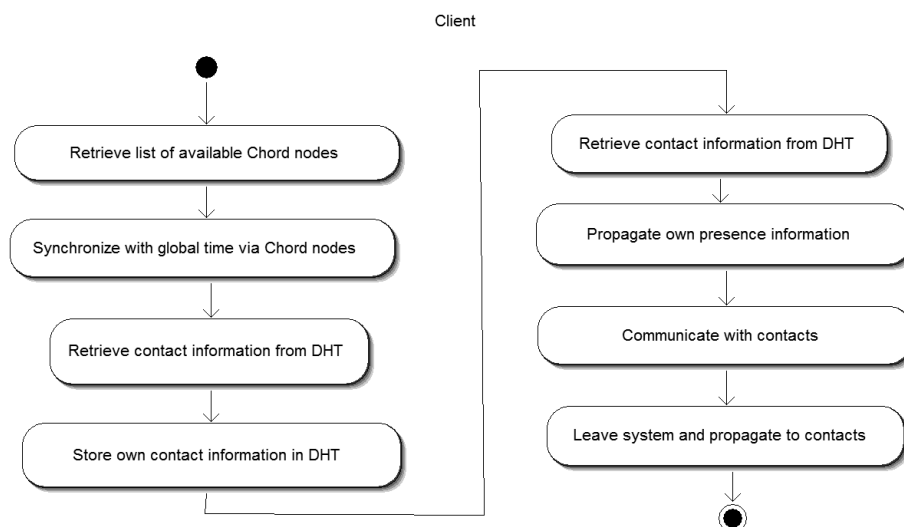 Client
Retrieve list of available Chord nodes
Synchronize with global time via Chord nodes
Retrieve contact information from DHT
Store own contact information in DHT
Retrieve contact information from DHT
Propagate own presence information
Communicate with contacts
Leave system and propagate to contacts